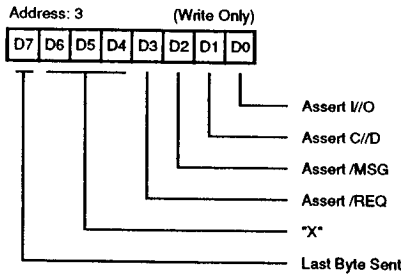 Address: 3 (Write Only)
D7 D6 D5 D4 D3 D2 D1 D0
Assert I//O
Assert C//D
Assert /MSG
Assert /REQ
"X"
Last Byte Sent